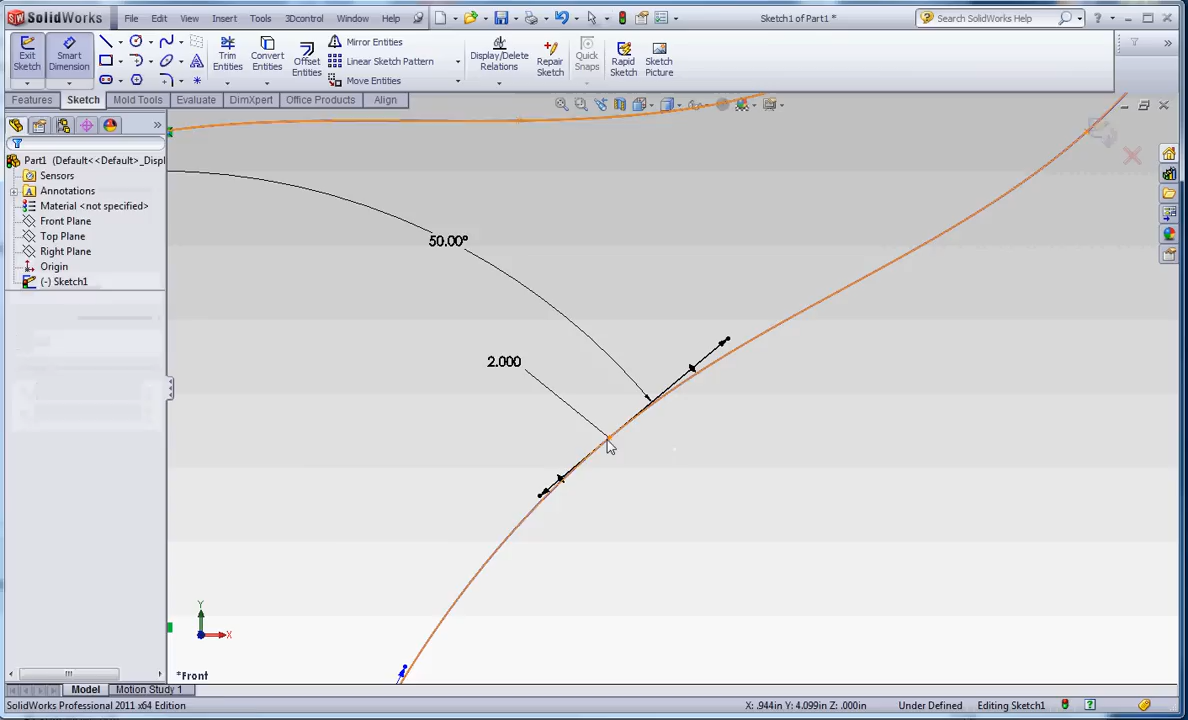 SolidWorks
File Edit View Insert Tools 3Dcontrol Window Help
Sketch1 of Part1 *
Search SolidWorks Help
Exit Sketch
Smart Dimension
Trim Entities
Convert Entities
Offset Entities
Mirror Entities
Linear Sketch Pattern
Move Entities
Display/Delete Relations
Repair Sketch
Quick Snaps
Rapid Sketch
Sketch Picture
Features Sketch Mold Tools Evaluate DimXpert Office Products Align
Part1 (Default<<Default>_Displ
Sensors
Annotations
Material <not specified>
Front Plane
Top Plane
Right Plane
Origin
(-) Sketch1
50.00°
2.000
Y
X
*Front
Model Motion Study 1
SolidWorks Professional 2011 x64 Edition
X: .944in Y: 4.099in Z: .000in
Under Defined
Editing Sketch1